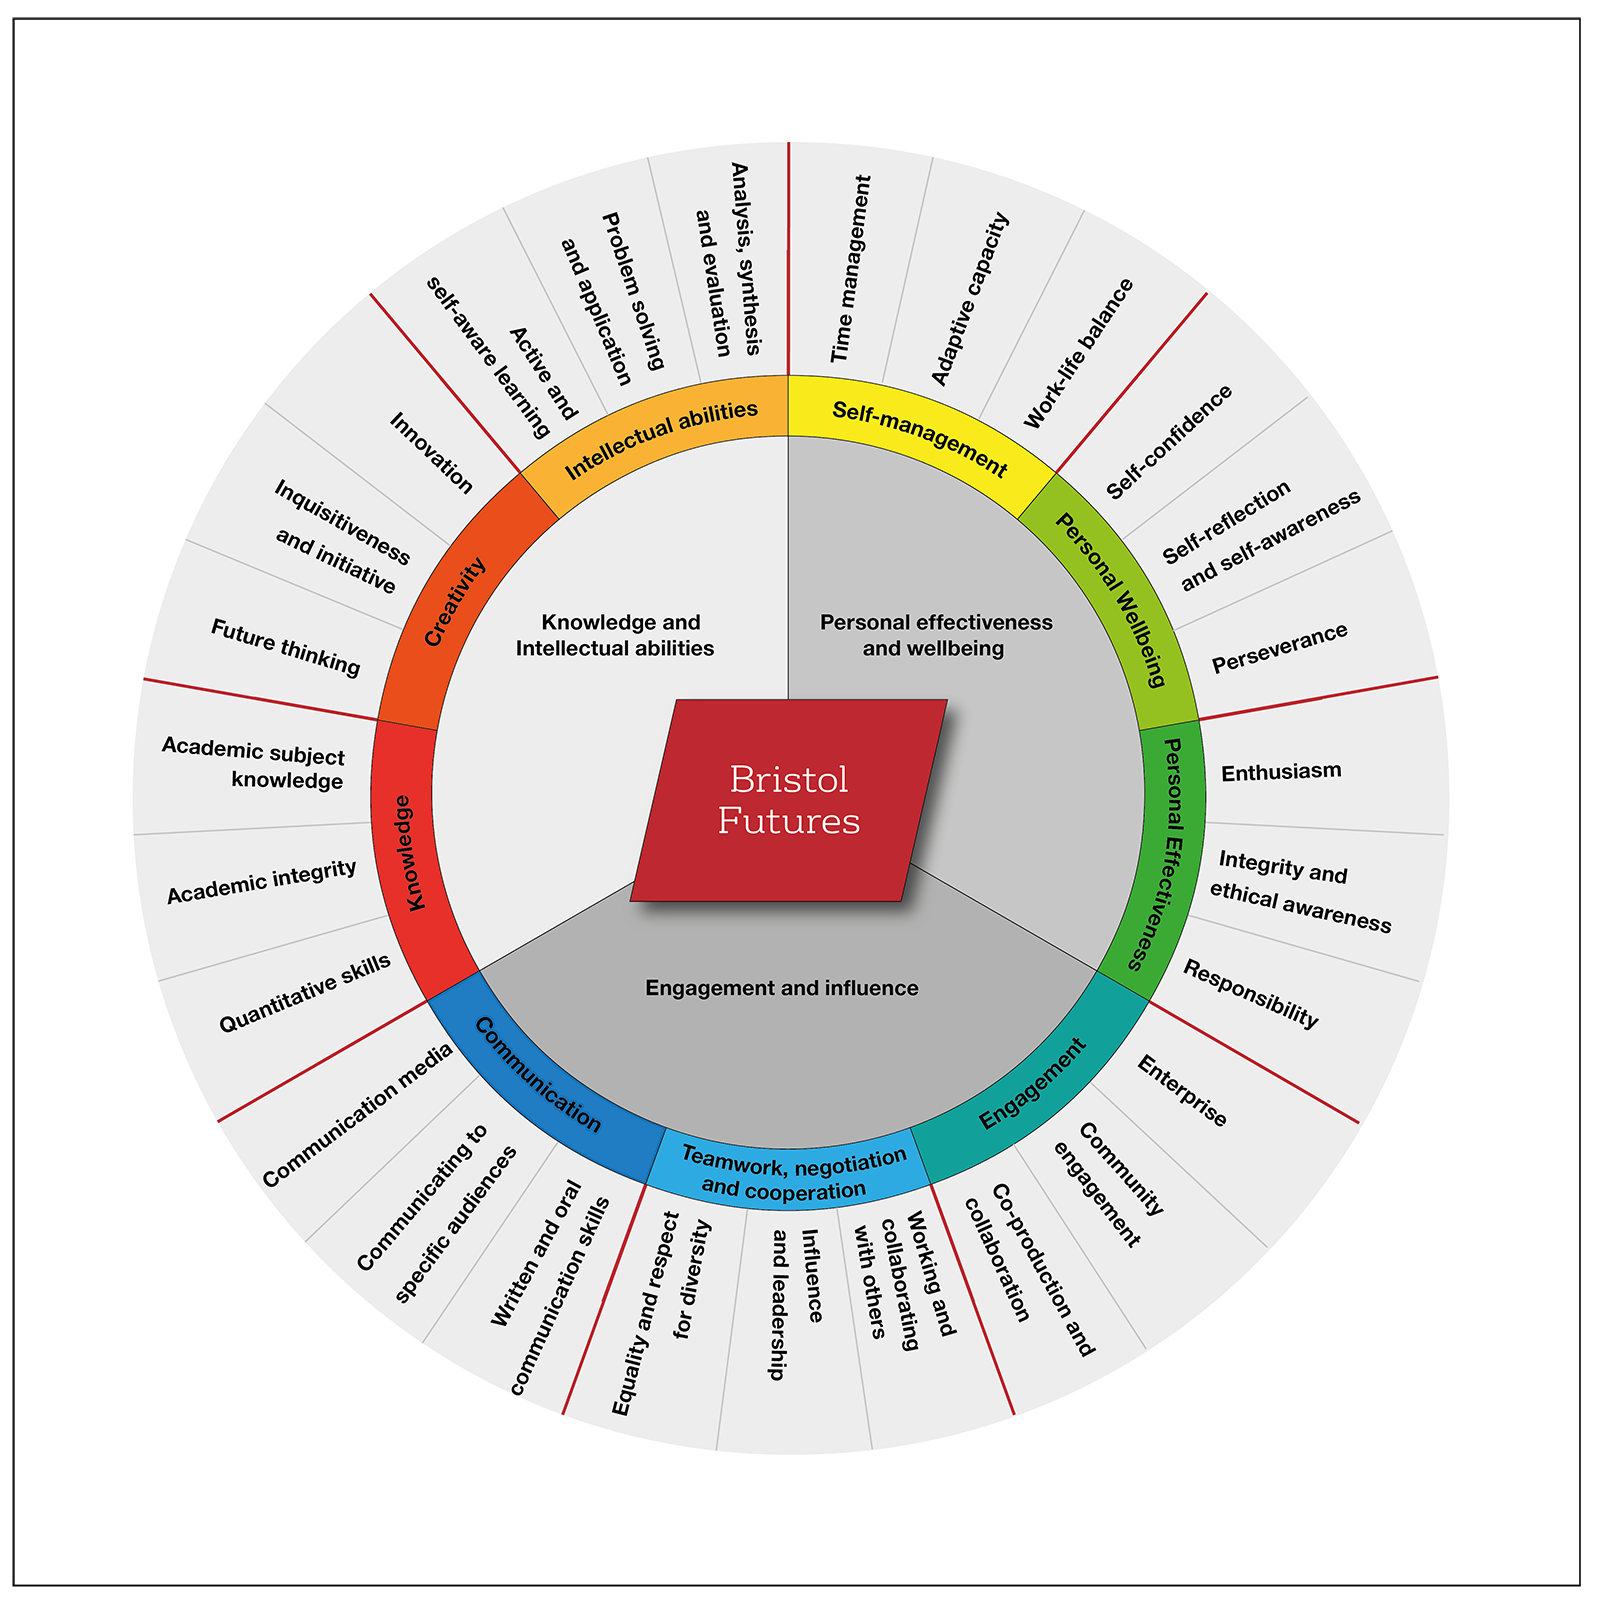 Bristol
Futures
Knowledge and
Intellectual abilities
Personal effectiveness
and wellbeing
Engagement and influence
Self-management
Time management
Adaptive capacity
Work-life balance
Personal Wellbeing
Self-confidence
Self-reflection
and self-awareness
Perseverance
Personal Effectiveness
Enthusiasm
Integrity and
ethical awareness
Responsibility
Engagement
Enterprise
Community
engagement
Co-production and
collaboration
Teamwork, negotiation
and cooperation
Working and
collaborating
with others
Influence
and leadership
Equality and respect
for diversity
Communication
Written and oral
communication skills
Communicating to
specific audiences
Communication media
Knowledge
Quantitative skills
Academic integrity
Academic subject
knowledge
Creativity
Future thinking
Inquisitiveness
and initiative
Innovation
Intellectual abilities
Active and
self-aware learning
Problem solving
and application
Analysis, synthesis
and evaluation